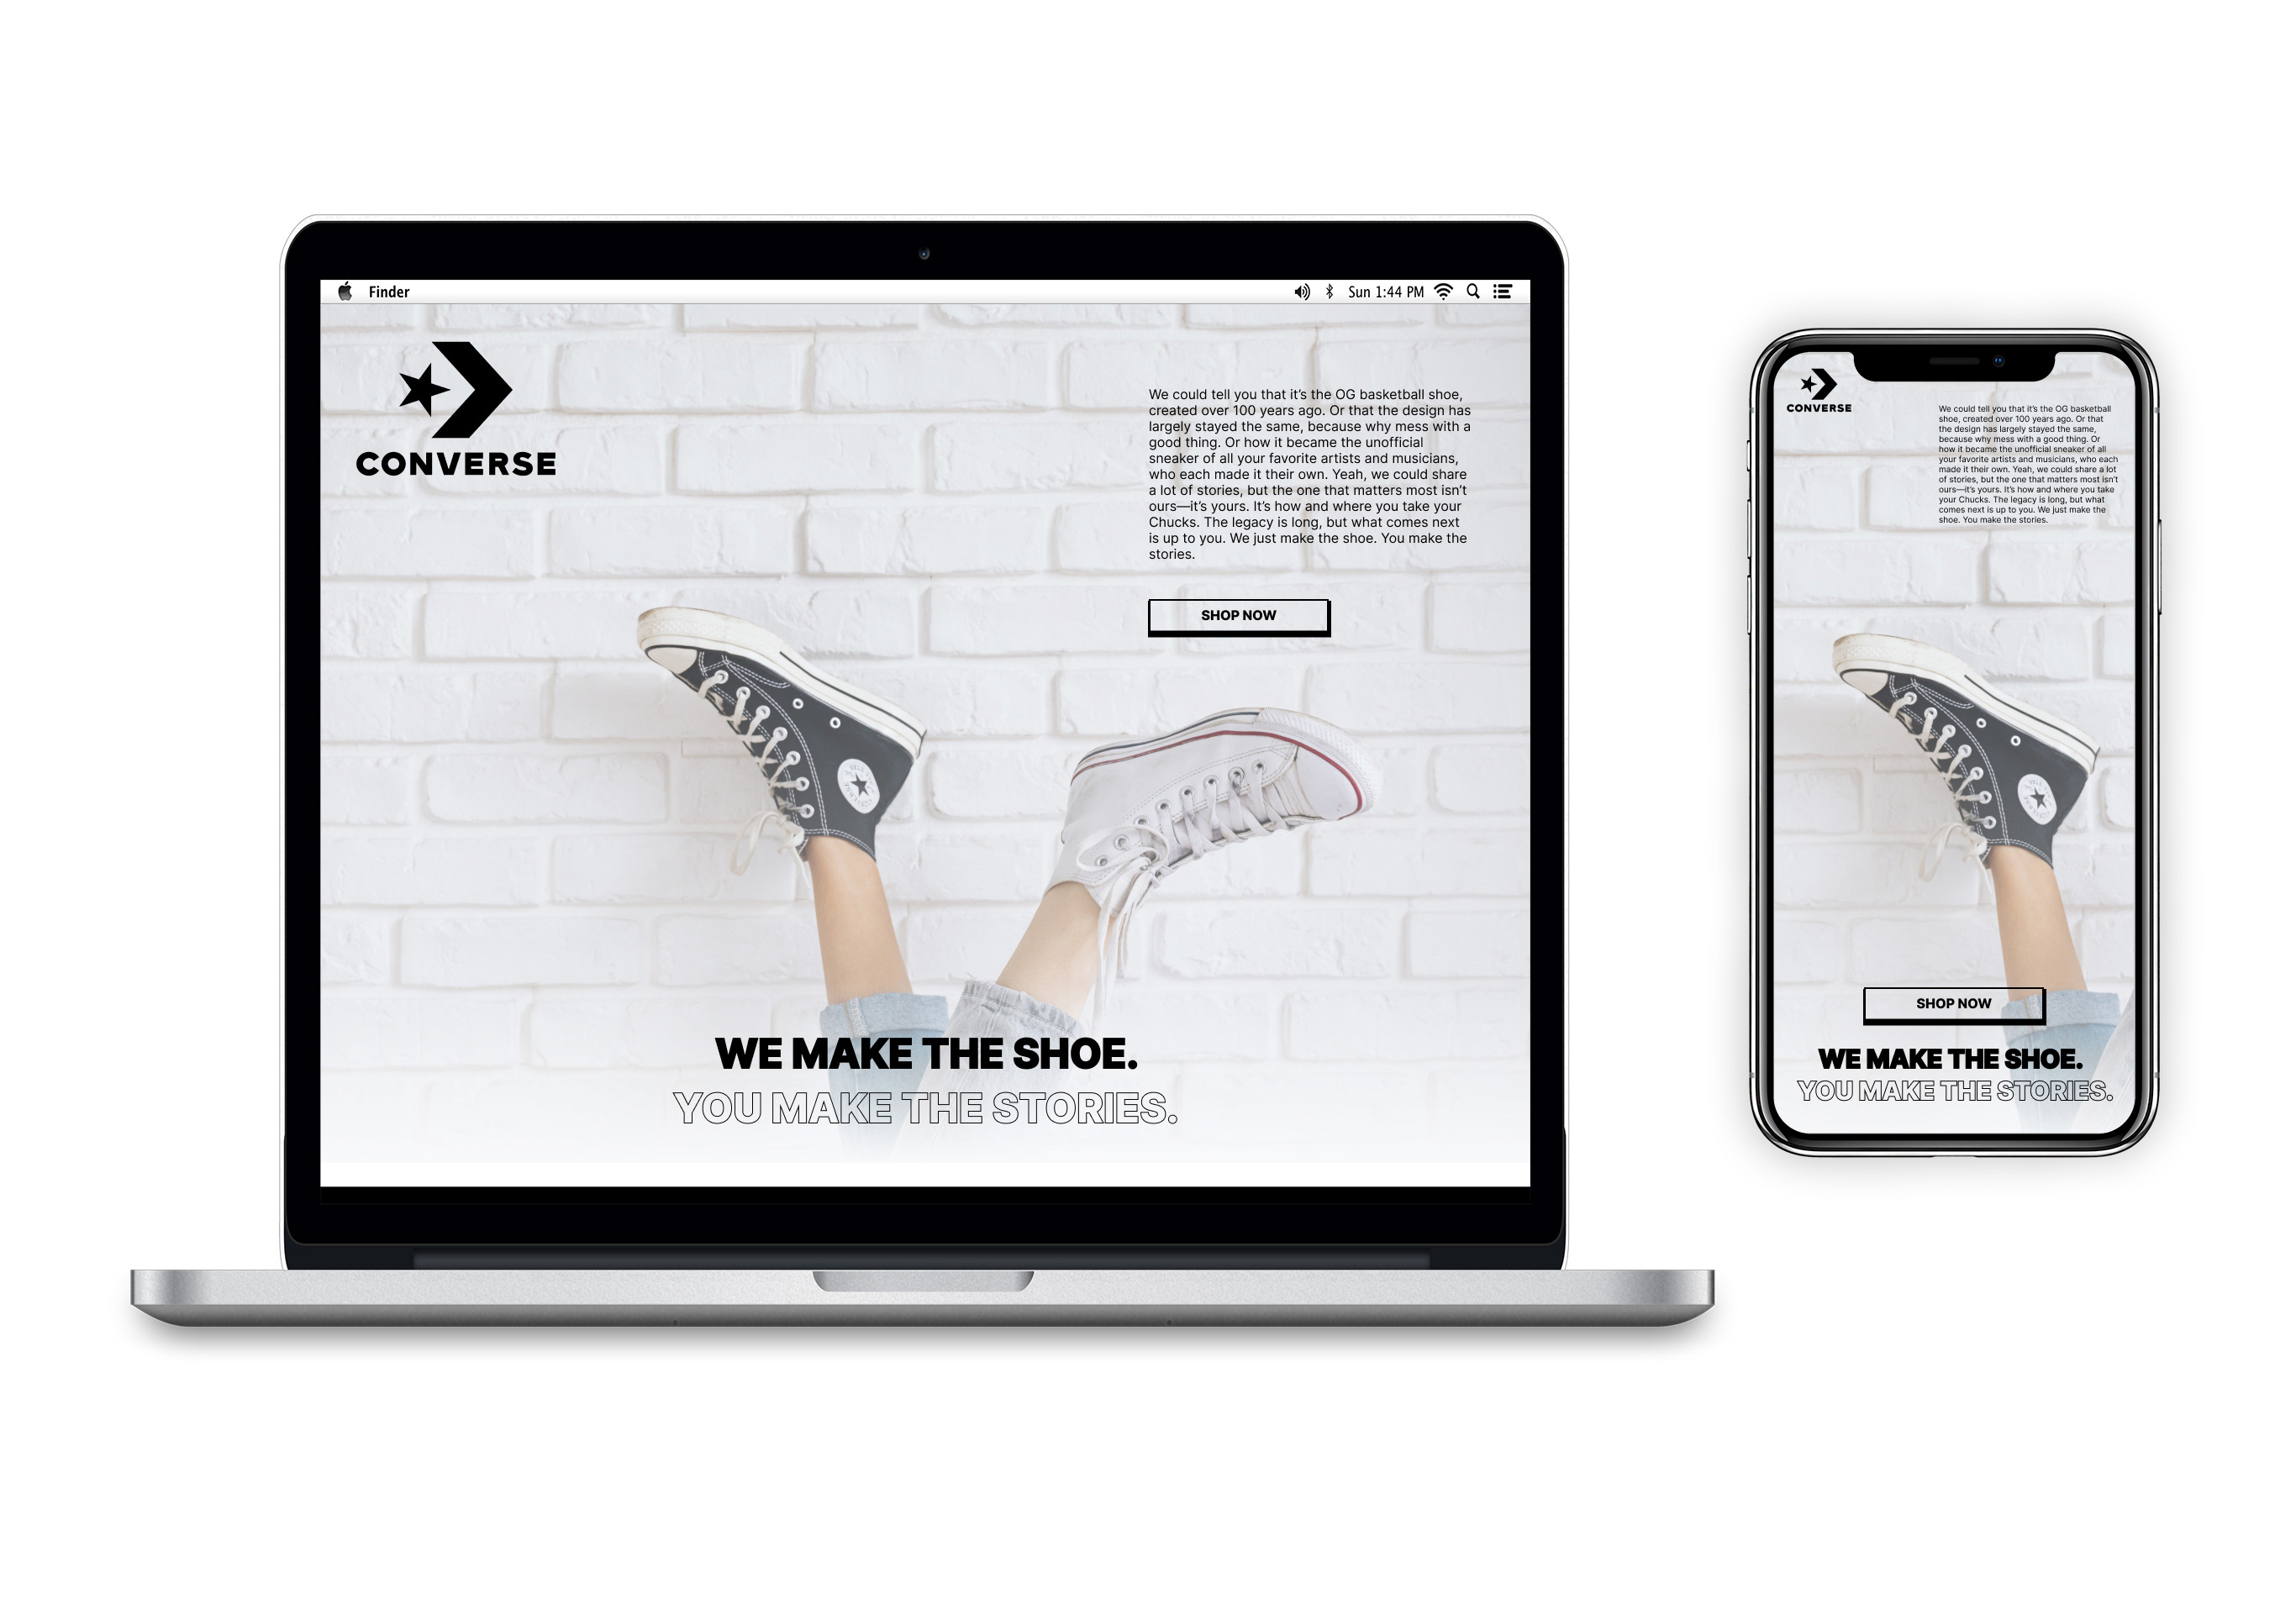 Finder
Sun 1:44 PM
CONVERSE
We could tell you that it’s the OG basketball shoe,
created over 100 years ago. Or that the design has
largely stayed the same, because why mess with a
good thing. Or how it became the unofficial
sneaker of all your favorite artists and musicians,
who each made it their own. Yeah, we could share
a lot of stories, but the one that matters most isn’t
ours—it’s yours. It’s how and where you take your
Chucks. The legacy is long, but what comes next
is up to you. We just make the shoe. You make the
stories.
SHOP NOW
WE MAKE THE SHOE.
YOU MAKE THE STORIES.
CONVERSE
We could tell you that it’s the OG basketball
shoe, created over 100 years ago. Or that
the design has largely stayed the same,
because why mess with a good thing. Or
how it became the unofficial sneaker of all
your favorite artists and musicians, who each
made it their own. Yeah, we could share a lot
of stories, but the one that matters most isn’t
ours—it’s yours. It’s how and where you take
your Chucks. The legacy is long, but what
comes next is up to you. We just make the
shoe. You make the stories.
SHOP NOW
WE MAKE THE SHOE.
YOU MAKE THE STORIES.